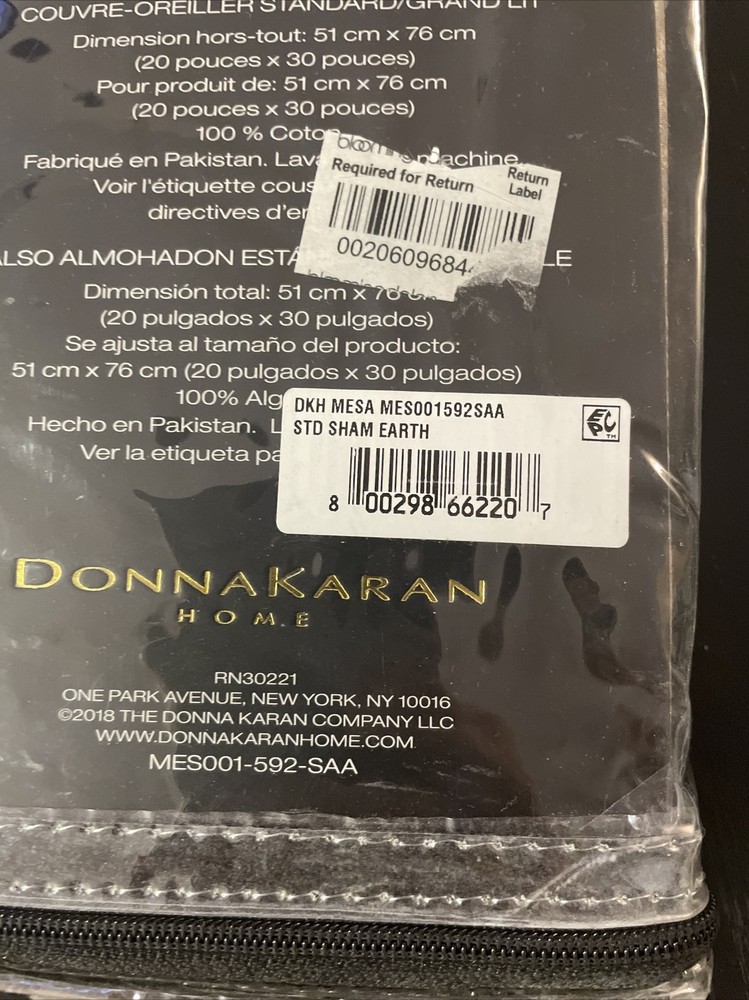 COUVRE-OREILLER STANDARD/GRAND LIT
Dimension hors-tout: 51 cm x 76 cm
(20 pouces x 30 pouces)
Pour produit de: 51 cm x 76 cm
(20 pouces x 30 pouces)
100 % Coto
Fabriqué en Pakistan. Lava machine.
Voir l'étiquette cous
directives d'en
Required for Return
Return
Label
0020609684
ALSO ALMOHADON ESTÁN LE
Dimensión total: 51 cm x 76 cm
(20 pulgados x 30 pulgados)
Se ajusta al tamaño del producto:
51 cm x 76 cm (20 pulgados x 30 pulgados)
100% Alg
Hecho en Pakistan. L
Ver la etiqueta pa
DKH MESA MES001592SAA
STD SHAM EARTH
EPC TM
8 00298 66220 7
DONNAKARAN
HOME
RN30221
ONE PARK AVENUE, NEW YORK, NY 10016
©2018 THE DONNA KARAN COMPANY LLC
WWW.DONNAKARANHOME.COM
MES001-592-SAA